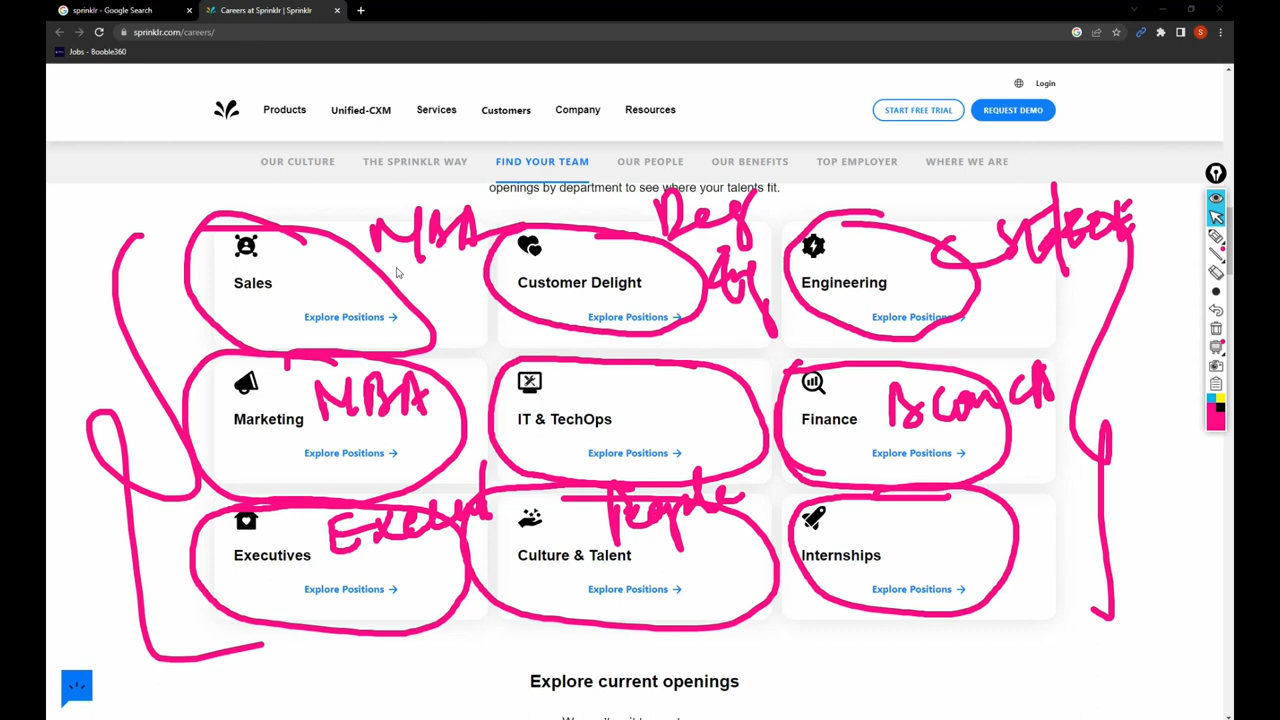 sprinklr - Google Search
Careers at Sprinklr | Sprinklr
sprinklr.com/careers/
S
Jobs - Booble360
Login
Products Unified-CXM Services Customers Company Resources
START FREE TRIAL REQUEST DEMO
OUR CULTURE THE SPRINKLR WAY FIND YOUR TEAM OUR PEOPLE OUR BENEFITS TOP EMPLOYER WHERE WE ARE
openings by department to see where your talents fit.
MBA
Sales
Customer Delight
Engineering
Explore Positions
Explore Positions
Explore Positions
MBA
Marketing
IT & TechOps
Finance
Explore Positions
Explore Positions
Explore Positions
Executives
Culture & Talent
Internships
Explore Positions
Explore Positions
Explore Positions
Explore current openings